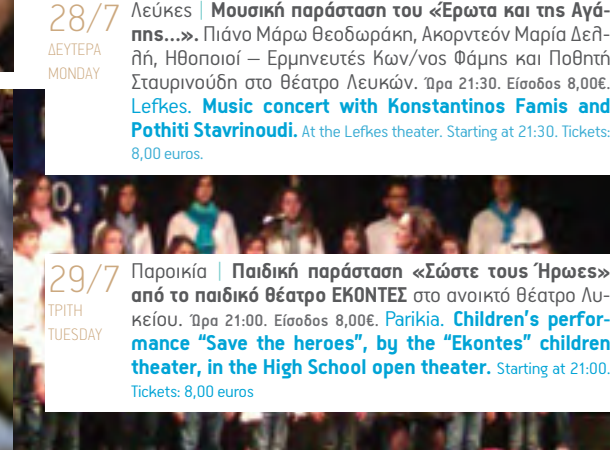 28/7
ΔΕΥΤΕΡΑ
MONDAY
Λεύκες | Μουσική παράσταση του «Έρωτα και της Αγά-
πης...». Πιάνο Μάρω Θεοδωράκη, Ακορντεόν Μαρία Δελ-
λή, Ηθοποιοί – Ερμηνευτές Κων/νος Φάμης και Ποθητή
Σταυρινούδη στο θέατρο Λευκών. Ώρα 21:30. Είσοδος 8,00€.
Lefkes. Music concert with Konstantinos Famis and
Pothiti Stavrinoudi. At the Lefkes theater. Starting at 21:30. Tickets:
8,00 euros.
29/7
ΤΡΙΤΗ
TUESDAY
Παροικία | Παιδική παράσταση «Σώστε τους Ήρωες»
από το παιδικό θέατρο ΕΚΟΝΤΕΣ στο ανοικτό θέατρο Λυ-
κείου. Ώρα 21:00. Είσοδος 8,00€. Parikia. Children's perfor-
mance “Save the heroes”, by the “Ekontes” children
theater, in the High School open theater. Starting at 21:00.
Tickets: 8,00 euros